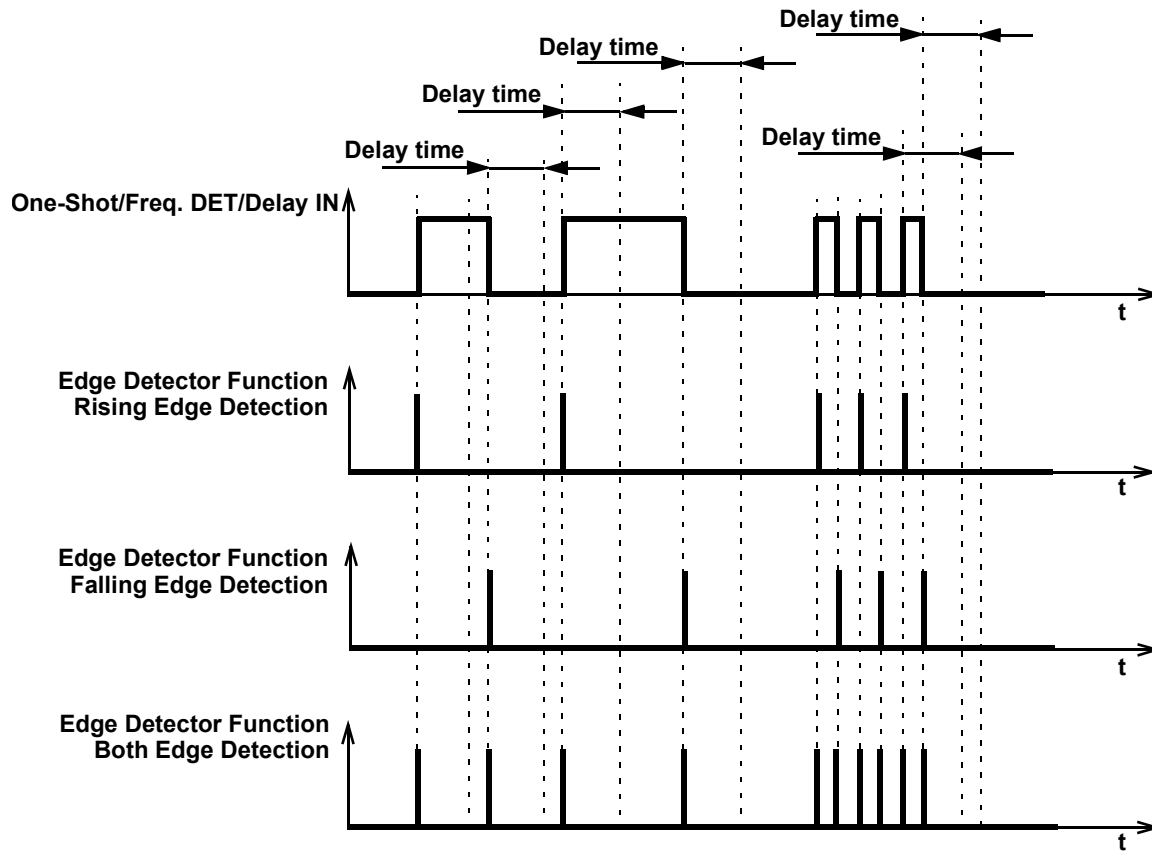 Delay time
Delay time
Delay time
Delay time
Delay time
One-Shot/Freq. DET/Delay IN
t
Edge Detector Function
Rising Edge Detection
t
Edge Detector Function
Falling Edge Detection
t
Edge Detector Function
Both Edge Detection
t